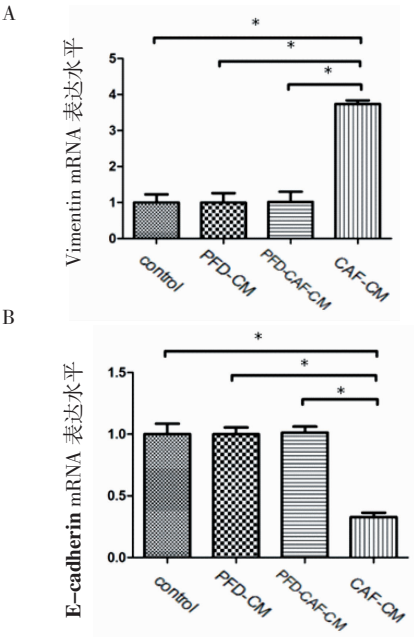 A
*
*
*
Vimentin mRNA 表达水平
5
4
3
2
1
0
control
PFD-CM
PFD-CAF-CM
CAF-CM
B
*
*
*
E-cadherin mRNA 表达水平
1.5
1.0
0.5
0.0
control
PFD-CM
PFD-CAF-CM
CAF-CM